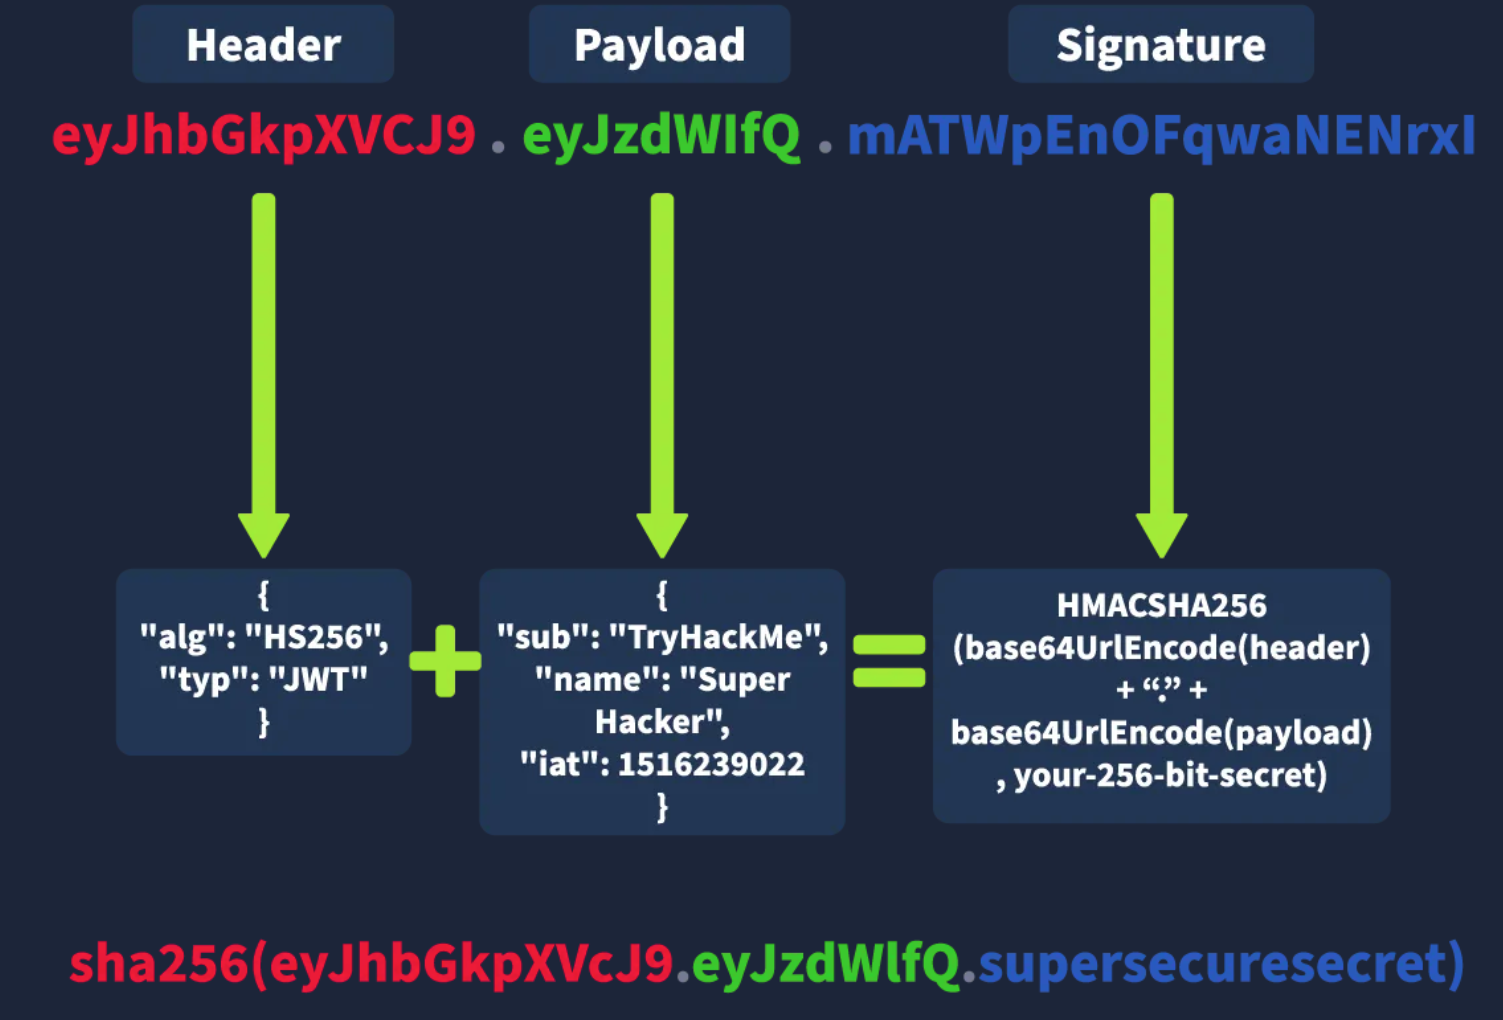 Header
Payload
Signature
eyJhbGkpXVCJ9 . eyJzdWIfQ . mATWpEnOFqwaNENrxI
{
"alg": "HS256",
"typ": "JWT"
}
+
{
"sub": "TryHackMe",
"name": "Super
Hacker",
"iat": 1516239022
}
=
HMACSHA256
(base64UrlEncode(header)
+ “.” +
base64UrlEncode(payload)
, your-256-bit-secret)
sha256(eyJhbGkpXVcJ9.eyJzdWlfQ.supersecuresecret)